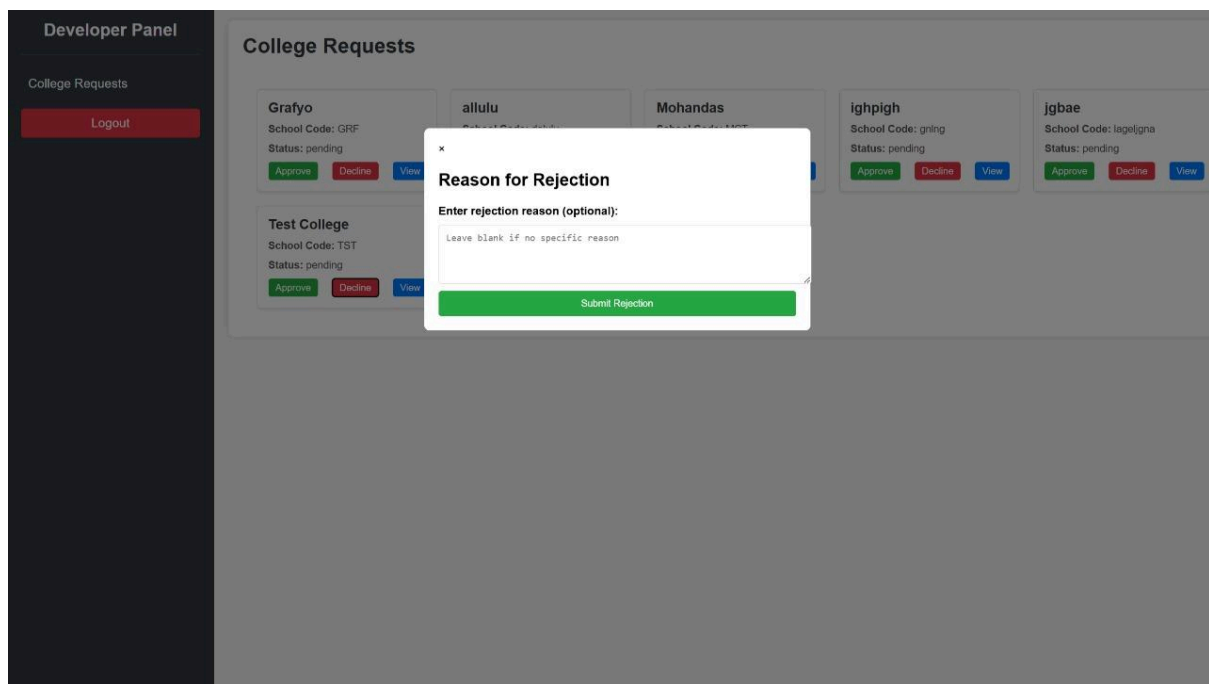 Developer Panel
College Requests
Logout
College Requests
Grafyo
School Code: GRF
Status: pending
Approve Decline View
allulu
Mohandas
ighpigh
School Code: gnlng
Status: pending
Approve Decline View
jgbae
School Code: lageljgna
Status: pending
Approve Decline View
Test College
School Code: TST
Status: pending
Approve Decline View
×
Reason for Rejection
Enter rejection reason (optional):
Leave blank if no specific reason
Submit Rejection